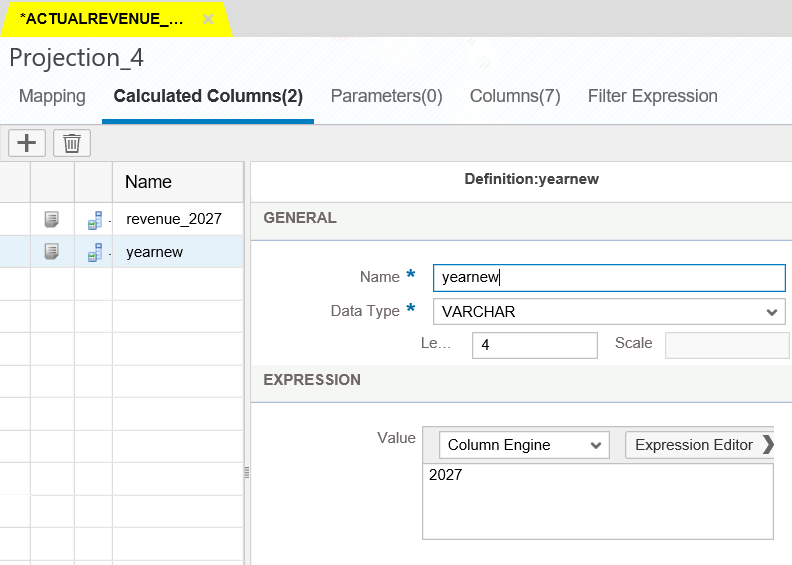 *ACTUALREVENUE_... ×
Projection_4
Mapping Calculated Columns(2) Parameters(0) Columns(7) Filter Expression
Name
revenue_2027
yearnew
Definition:yearnew
GENERAL
Name * yearnew
Data Type * VARCHAR
Le... 4 Scale
EXPRESSION
Value Column Engine Expression Editor
2027